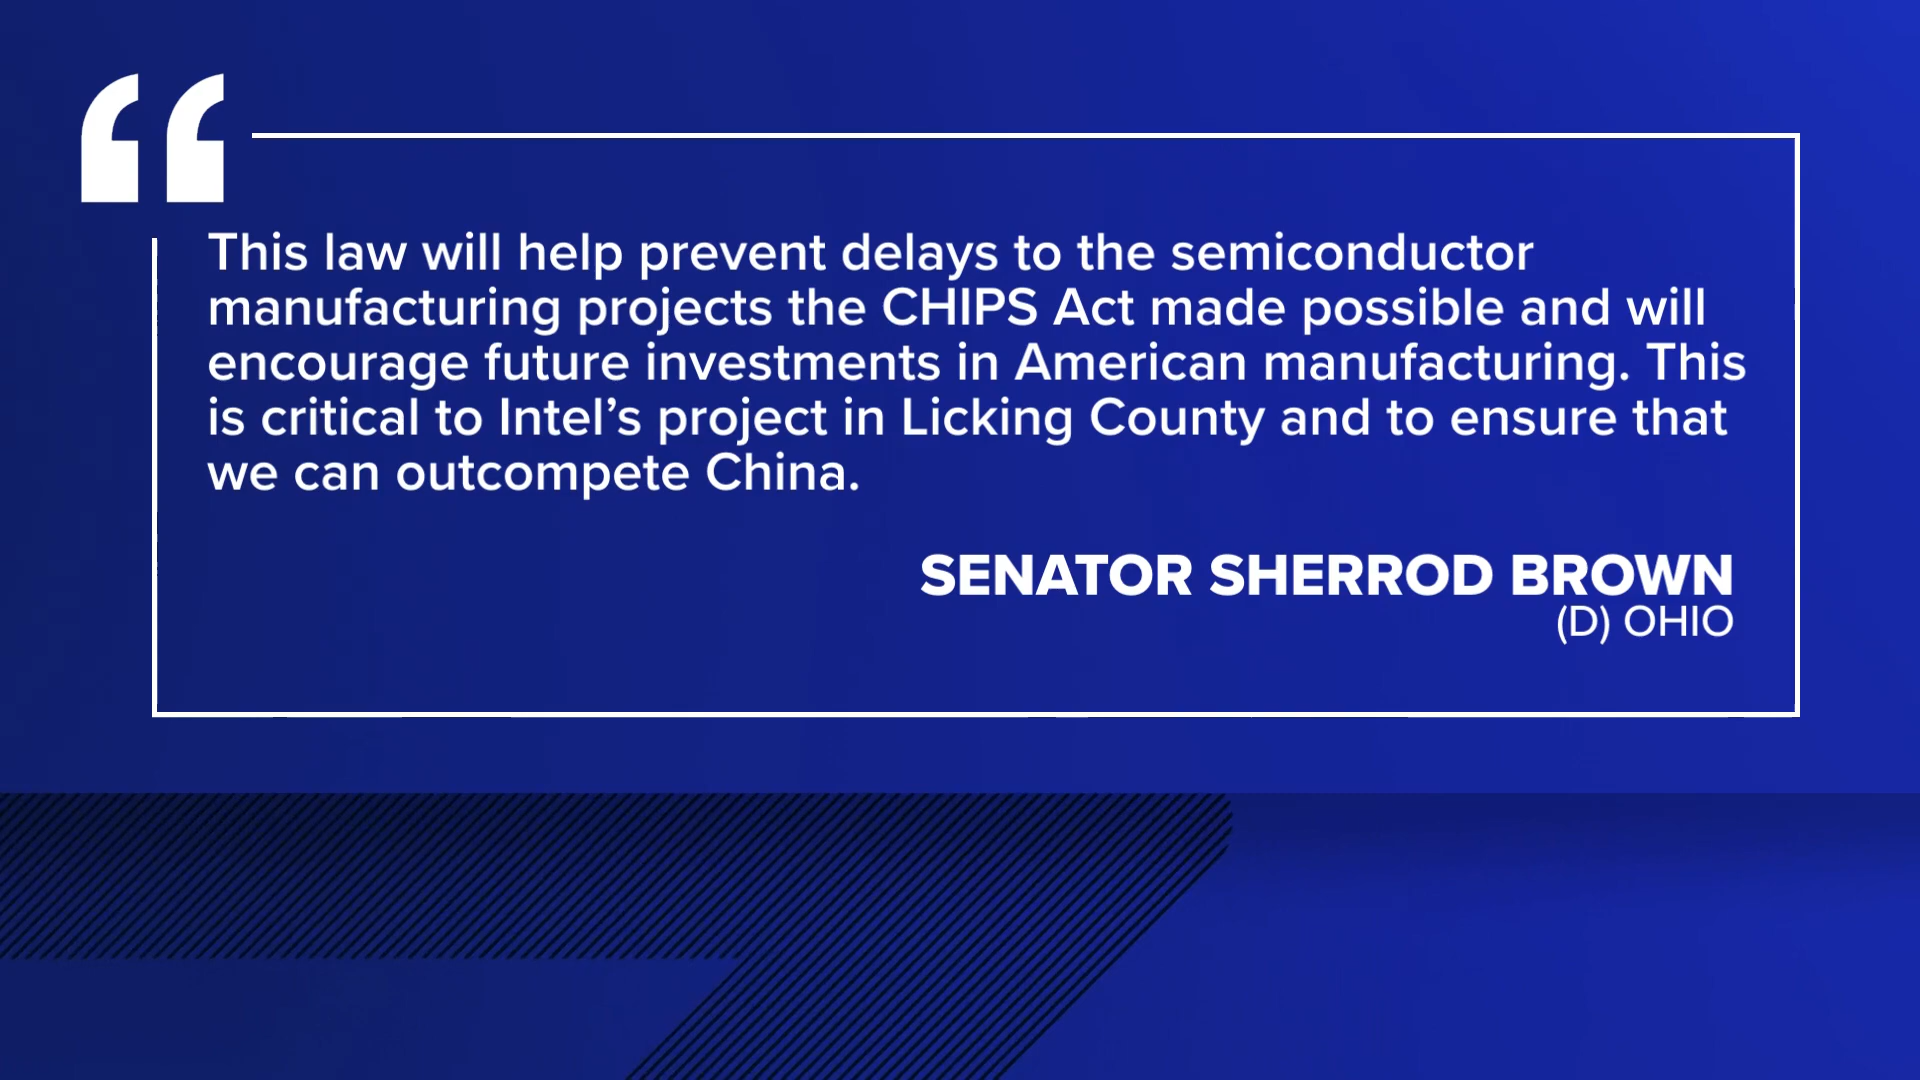 “
This law will help prevent delays to the semiconductor
manufacturing projects the CHIPS Act made possible and will
encourage future investments in American manufacturing. This
is critical to Intel’s project in Licking County and to ensure that
we can outcompete China.
SENATOR SHERROD BROWN
(D) OHIO